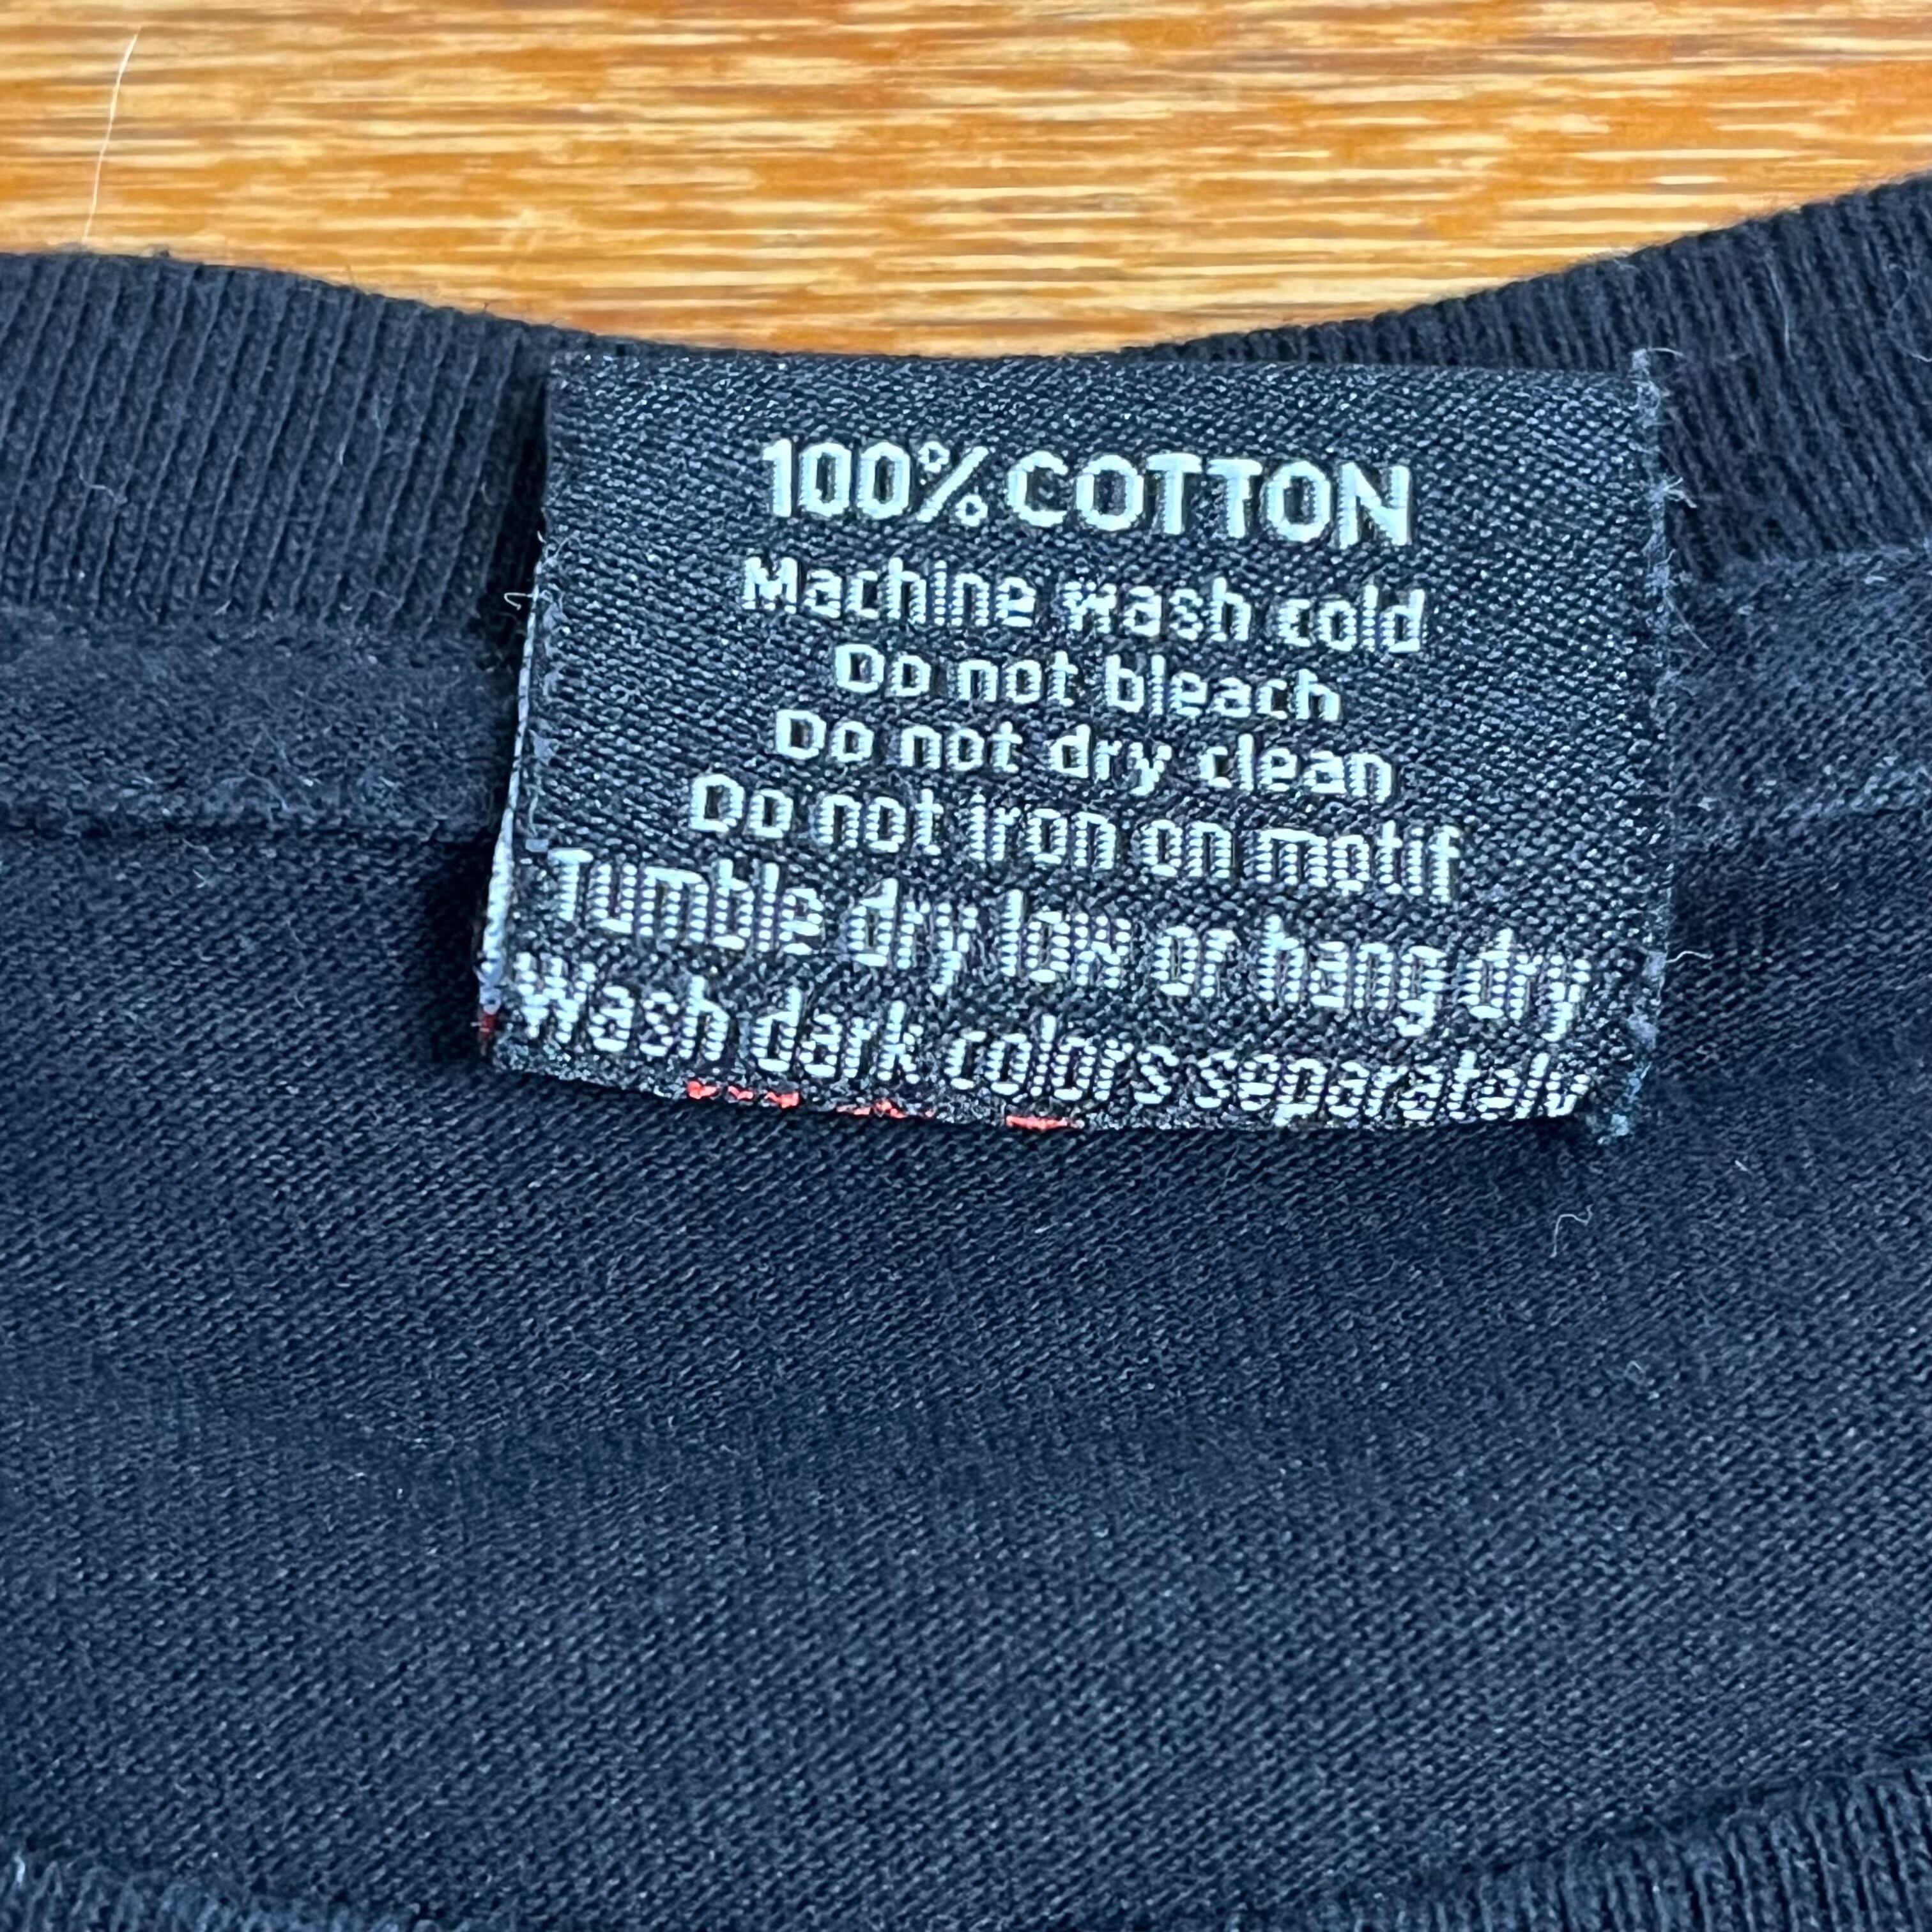 100% COTTON
Machine wash cold
Do not bleach
Do not dry clean
Do not iron on motif
Tumble dry low or hang dry
Wash dark colors separately